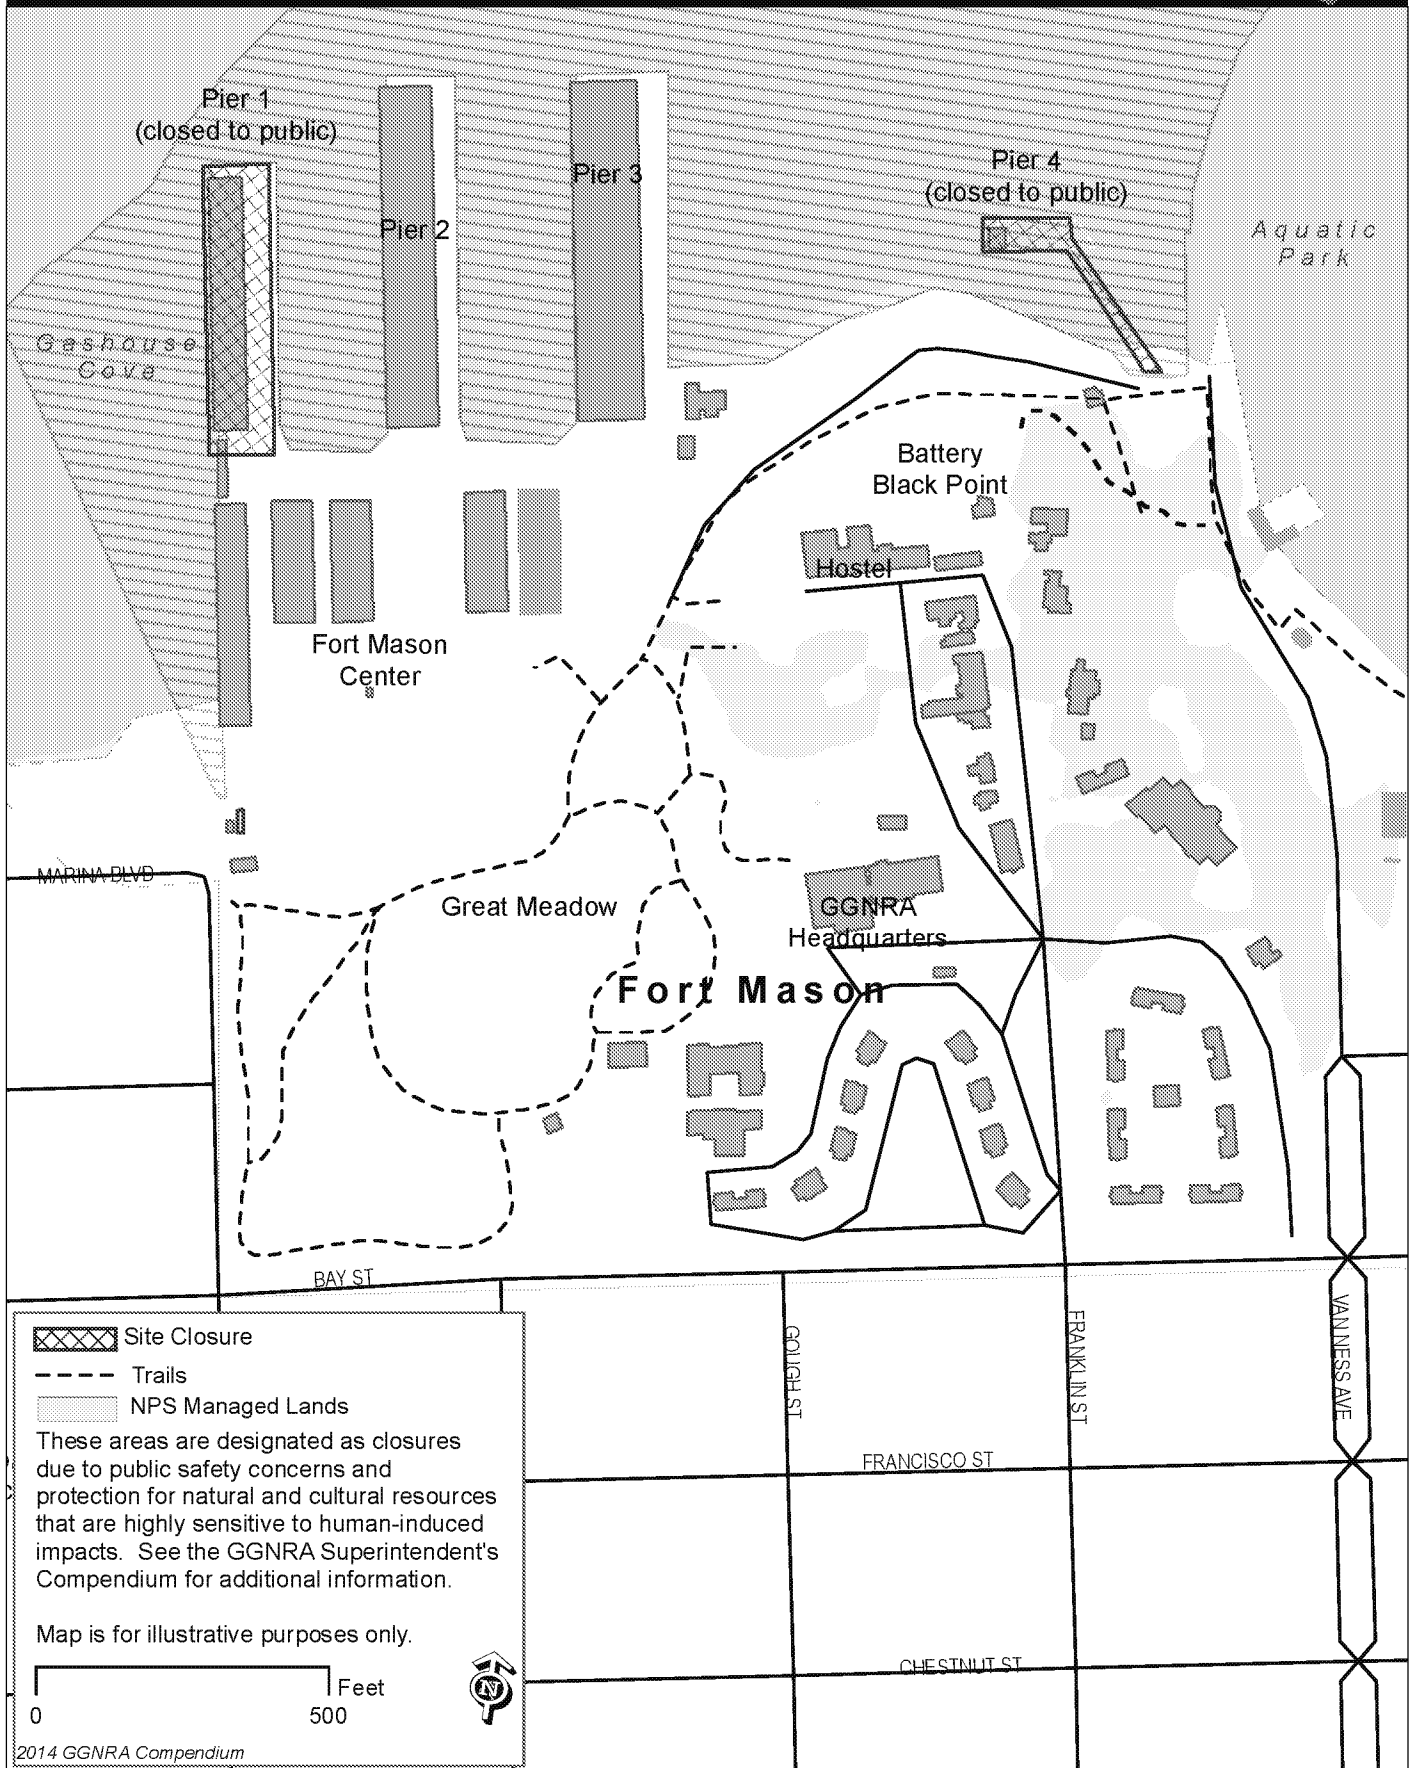 Pier 1
(closed to public)
Pier 3
Pier 4
(closed to public)
Pier 2
Aquatic
Park
Gashouse
Cove
Battery
Black Point
Hostel
Fort Mason
Center
MARINA BLVD
Great Meadow
GGNRA
Headquarters
Fort Mason
BAY ST
GOUGH ST
FRANKLIN ST
VAN NESS AVE
FRANCISCO ST
CHESTNUT ST
Site Closure
Trails
NPS Managed Lands
These areas are designated as closures
due to public safety concerns and
protection for natural and cultural resources
that are highly sensitive to human-induced
impacts. See the GGNRA Superintendent's
Compendium for additional information.
Map is for illustrative purposes only.
Feet
0 500
N
2014 GGNRA Compendium